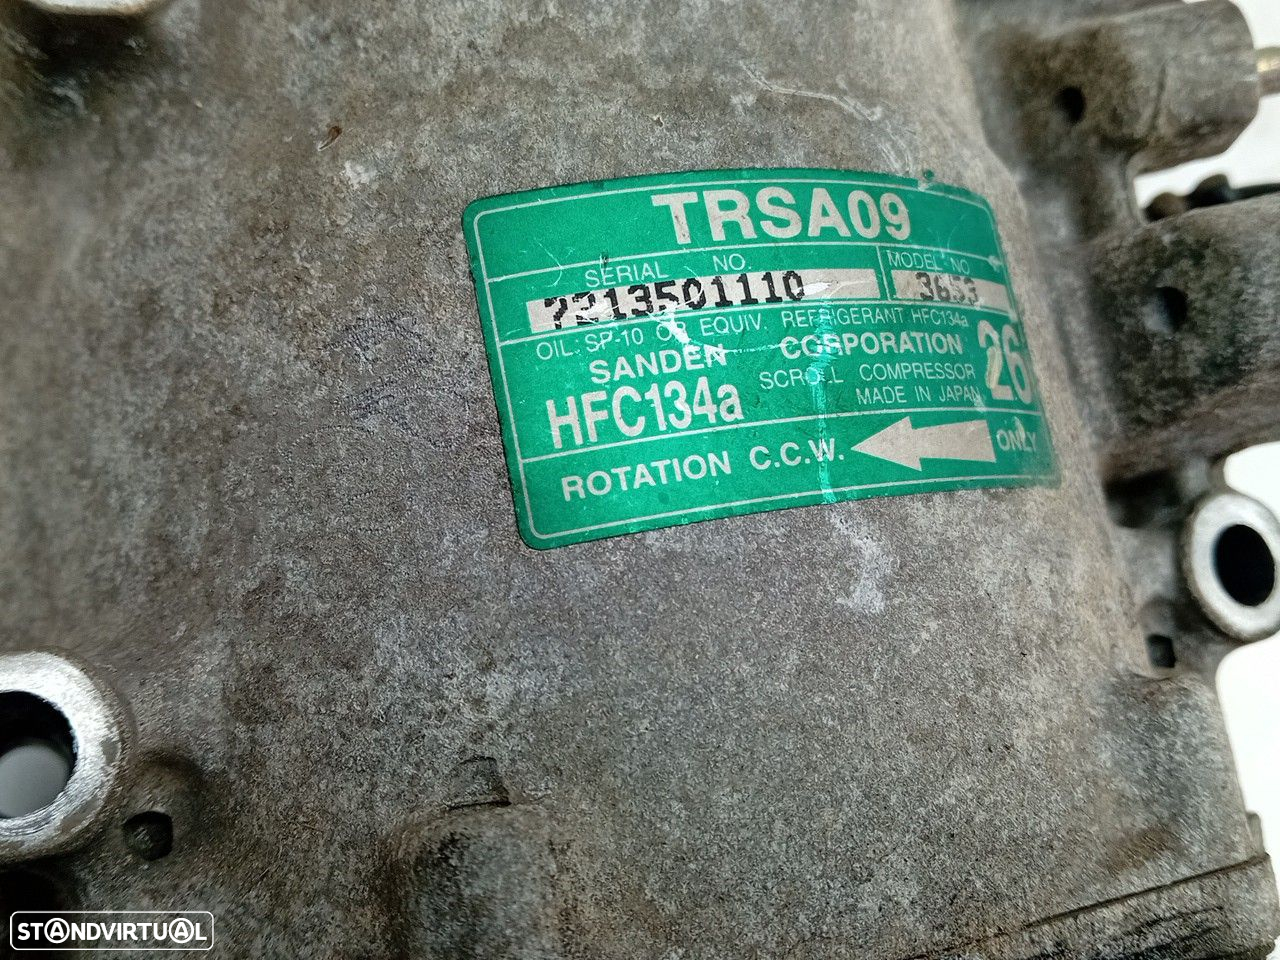 TRSA09
SERIAL NO MODEL NO
7213501110 3653
OIL: SP-10 OR EQUIV. REFRIGERANT HFC134a
SANDEN CORPORATION 26
HFC134a SCROLL COMPRESSOR
MADE IN JAPAN
ROTATION C.C.W. ONLY
STANDVIRTUAL